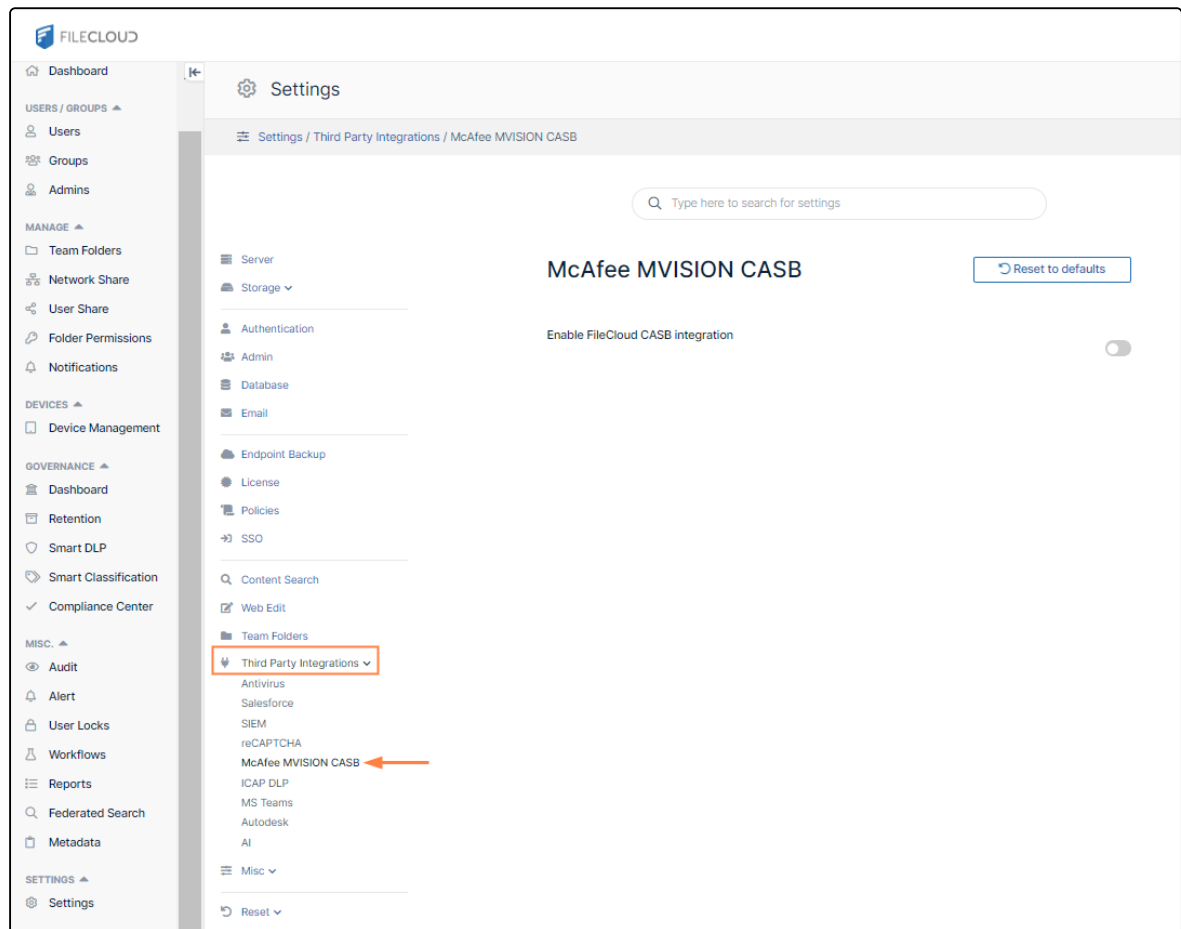 FILECLOUD
Dashboard
USERS / GROUPS
Users
Groups
Admins
MANAGE
Team Folders
Network Share
User Share
Folder Permissions
Notifications
DEVICES
Device Management
GOVERNANCE
Dashboard
Retention
Smart DLP
Smart Classification
Compliance Center
MISC.
Audit
Alert
User Locks
Workflows
Reports
Federated Search
Metadata
SETTINGS
Settings
Settings
Settings / Third Party Integrations / McAfee MVISION CASB
Type here to search for settings
Server
Storage
Authentication
Admin
Database
Email
Endpoint Backup
License
Policies
SSO
Content Search
Web Edit
Team Folders
Third Party Integrations
Antivirus
Salesforce
SIEM
reCAPTCHA
McAfee MVISION CASB
ICAP DLP
MS Teams
Autodesk
AI
Misc
Reset
McAfee MVISION CASB
Reset to defaults
Enable FileCloud CASB integration